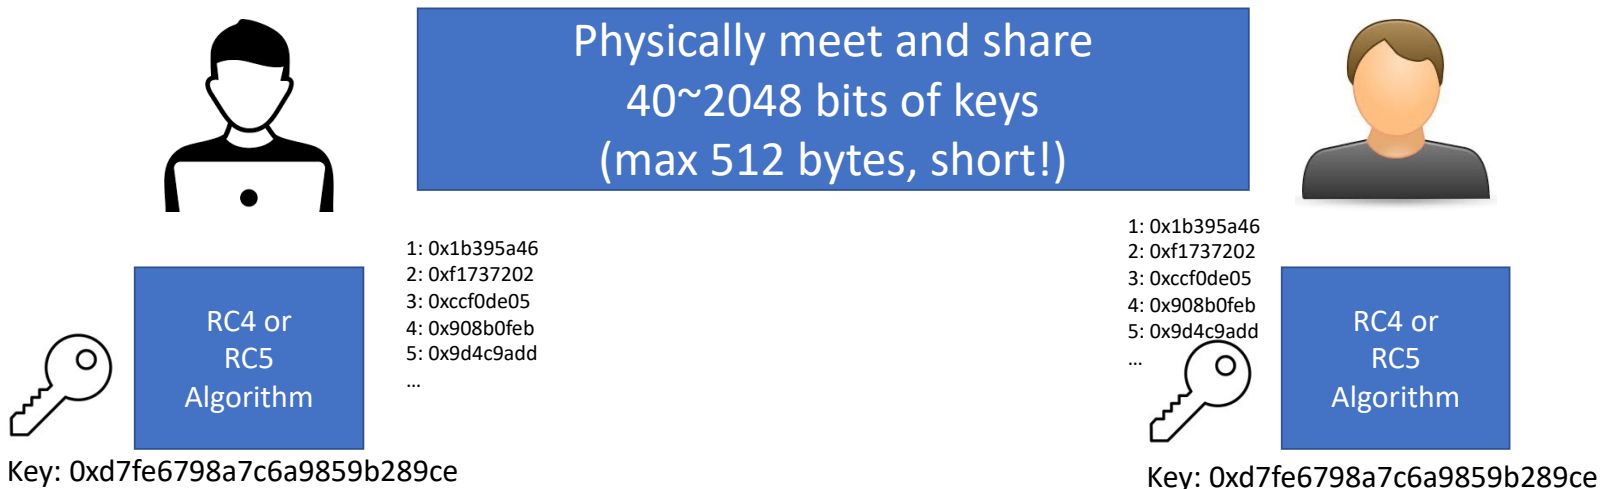 Physically meet and share
40~2048 bits of keys
(max 512 bytes, short!)
1: 0x1b395a46
2: 0xf1737202
3: 0xccf0de05
4: 0x908b0feb
5: 0x9d4c9add
...
RC4 or
RC5
Algorithm
Key: 0xd7fe6798a7c6a9859b289ce
1: 0x1b395a46
2: 0xf1737202
3: 0xccf0de05
4: 0x908b0feb
5: 0x9d4c9add
...
RC4 or
RC5
Algorithm
Key: 0xd7fe6798a7c6a9859b289ce